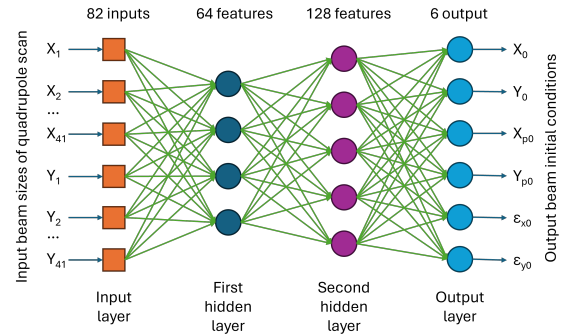 82 inputs
64 features
128 features
6 output
Input beam sizes of quadrupole scan
X₁
X₂
...
X₄₁
Y₁
Y₂
...
Y₄₁
X₀
Y₀
Xₚ₀
Yₚ₀
εₓ₀
ε_y₀
Output beam initial conditions
Input
layer
First
hidden
layer
Second
hidden
layer
Output
layer